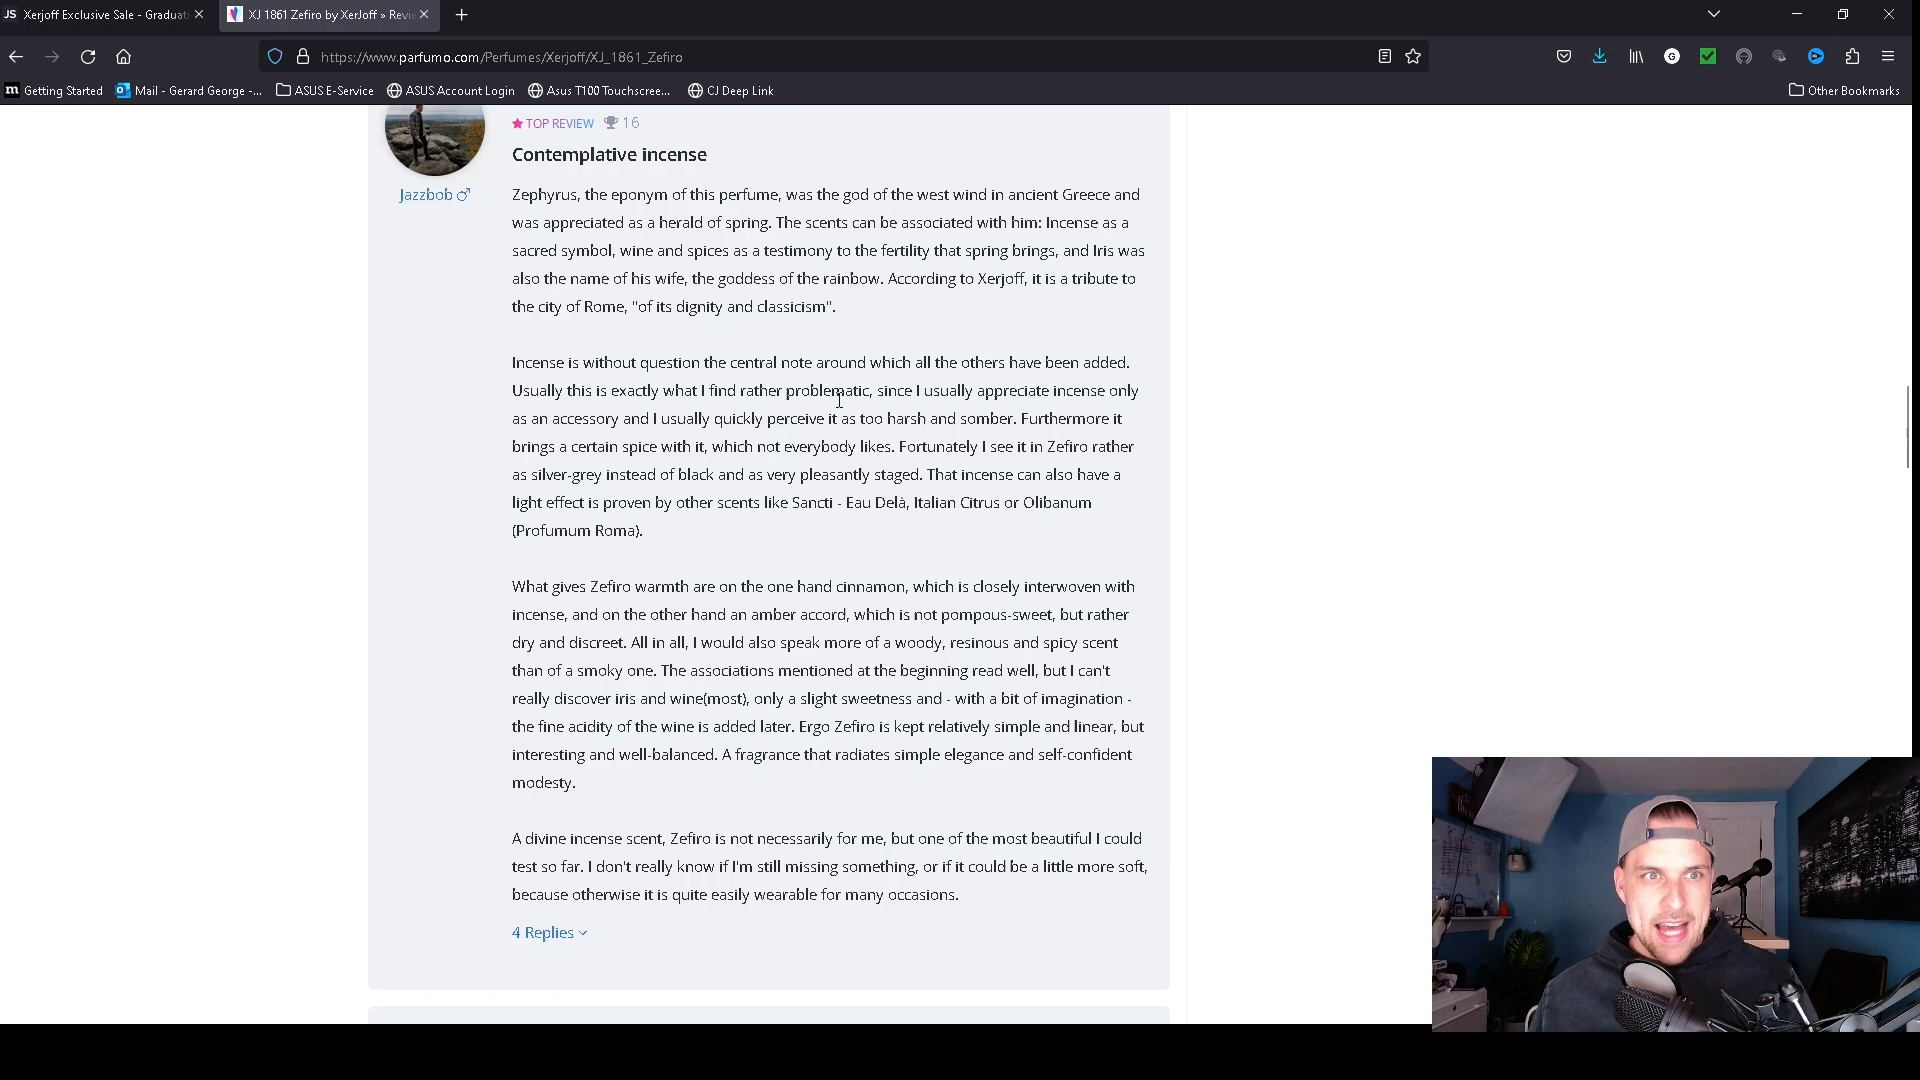 JS Xerjoff Exclusive Sale - Graduati
XJ 1861 Zefiro by XerJoff » Revie
https://www.parfumo.com/Perfumes/Xerjoff/XJ_1861_Zefiro
m Getting Started
Mail - Gerard George -...
ASUS E-Service
ASUS Account Login
Asus T100 Touchscree...
CJ Deep Link
Other Bookmarks
TOP REVIEW 16
Contemplative incense
Jazzbob
Zephyrus, the eponym of this perfume, was the god of the west wind in ancient Greece and
was appreciated as a herald of spring. The scents can be associated with him: Incense as a
sacred symbol, wine and spices as a testimony to the fertility that spring brings, and Iris was
also the name of his wife, the goddess of the rainbow. According to Xerjoff, it is a tribute to
the city of Rome, "of its dignity and classicism".
Incense is without question the central note around which all the others have been added.
Usually this is exactly what I find rather problematic, since I usually appreciate incense only
as an accessory and I usually quickly perceive it as too harsh and somber. Furthermore it
brings a certain spice with it, which not everybody likes. Fortunately I see it in Zefiro rather
as silver-grey instead of black and as very pleasantly staged. That incense can also have a
light effect is proven by other scents like Sancti - Eau Delà, Italian Citrus or Olibanum
(Profumum Roma).
What gives Zefiro warmth are on the one hand cinnamon, which is closely interwoven with
incense, and on the other hand an amber accord, which is not pompous-sweet, but rather
dry and discreet. All in all, I would also speak more of a woody, resinous and spicy scent
than of a smoky one. The associations mentioned at the beginning read well, but I can't
really discover iris and wine(most), only a slight sweetness and - with a bit of imagination -
the fine acidity of the wine is added later. Ergo Zefiro is kept relatively simple and linear, but
interesting and well-balanced. A fragrance that radiates simple elegance and self-confident
modesty.
A divine incense scent, Zefiro is not necessarily for me, but one of the most beautiful I could
test so far. I don't really know if I'm still missing something, or if it could be a little more soft,
because otherwise it is quite easily wearable for many occasions.
4 Replies